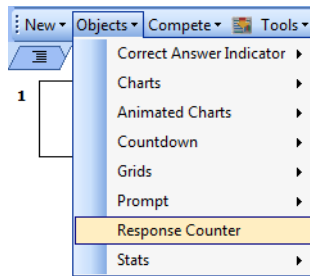 New Objects Compete Tools
Correct Answer Indicator
Charts
1
Animated Charts
Countdown
Grids
Prompt
Response Counter
Stats